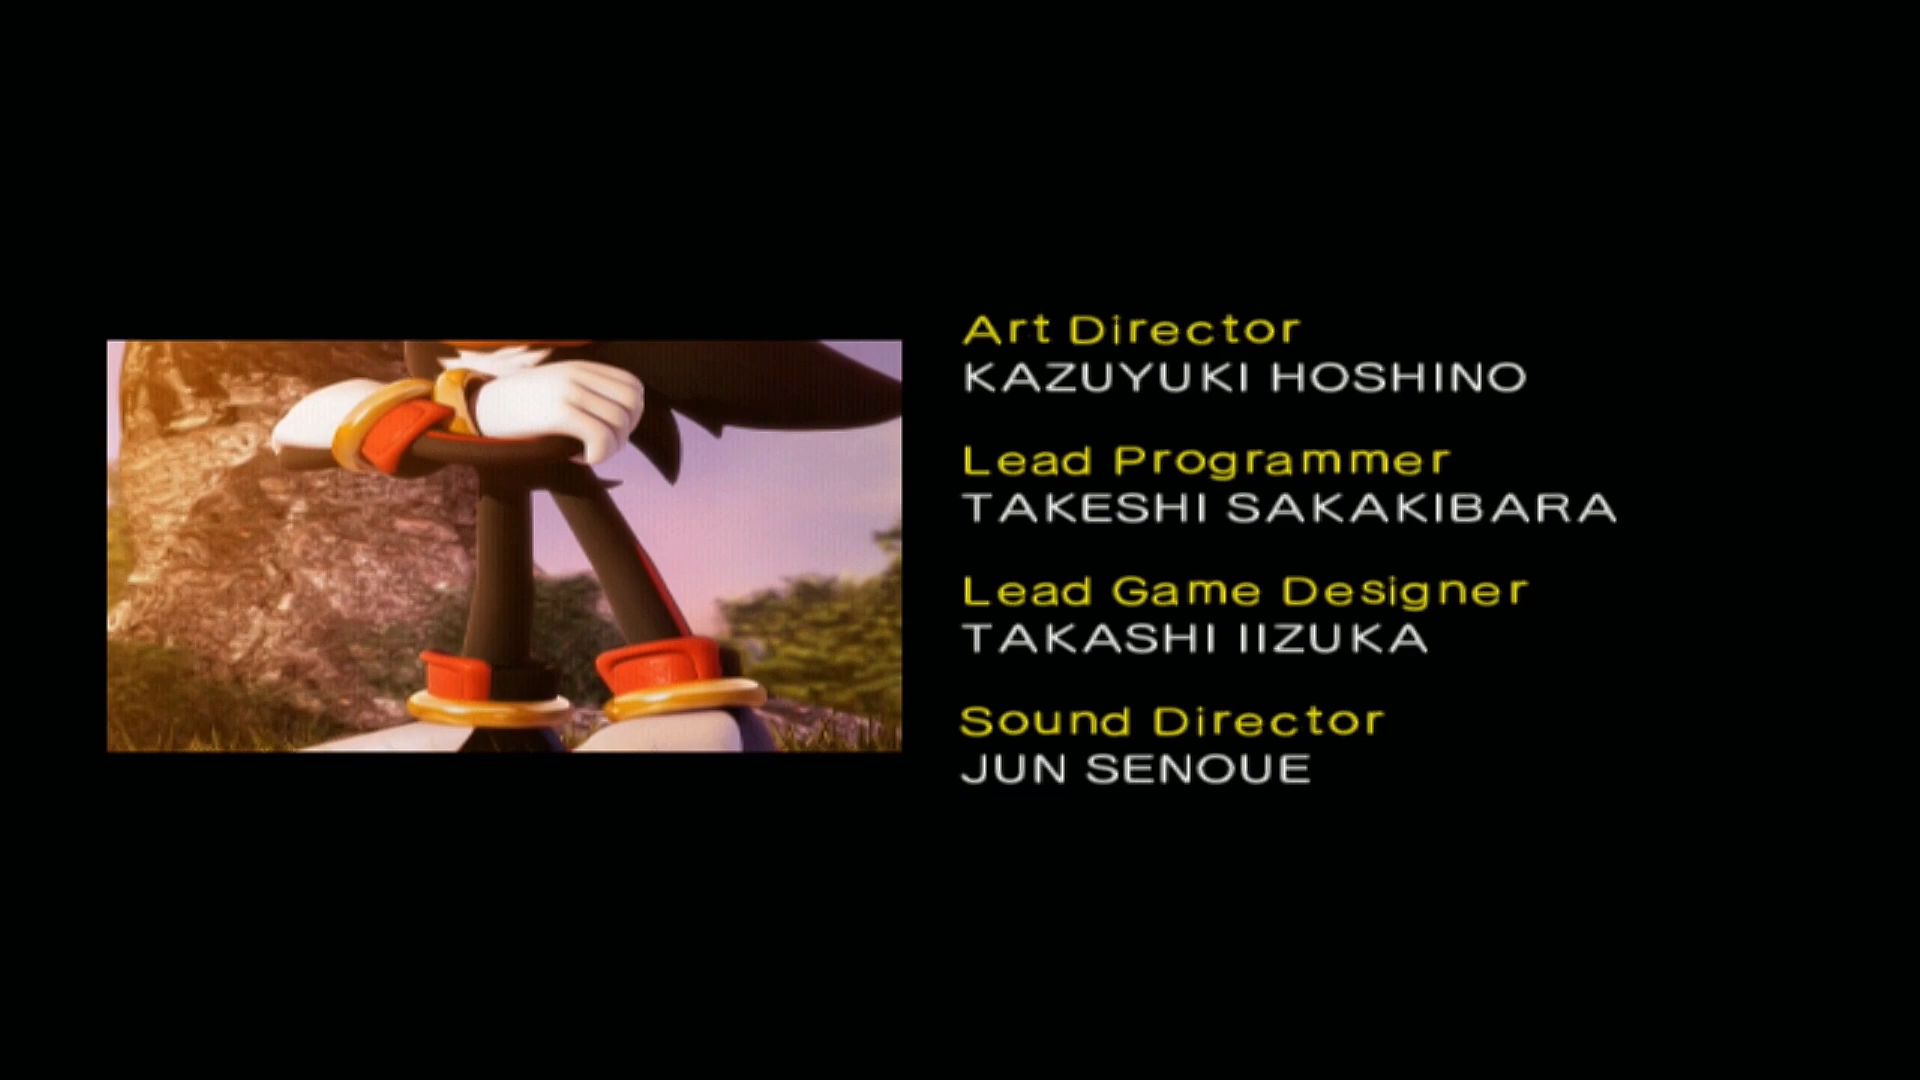 Art Director
KAZUYUKI HOSHINO
Lead Programmer
TAKESHI SAKAKIBARA
Lead Game Designer
TAKASHI IIZUKA
Sound Director
JUN SENOUE